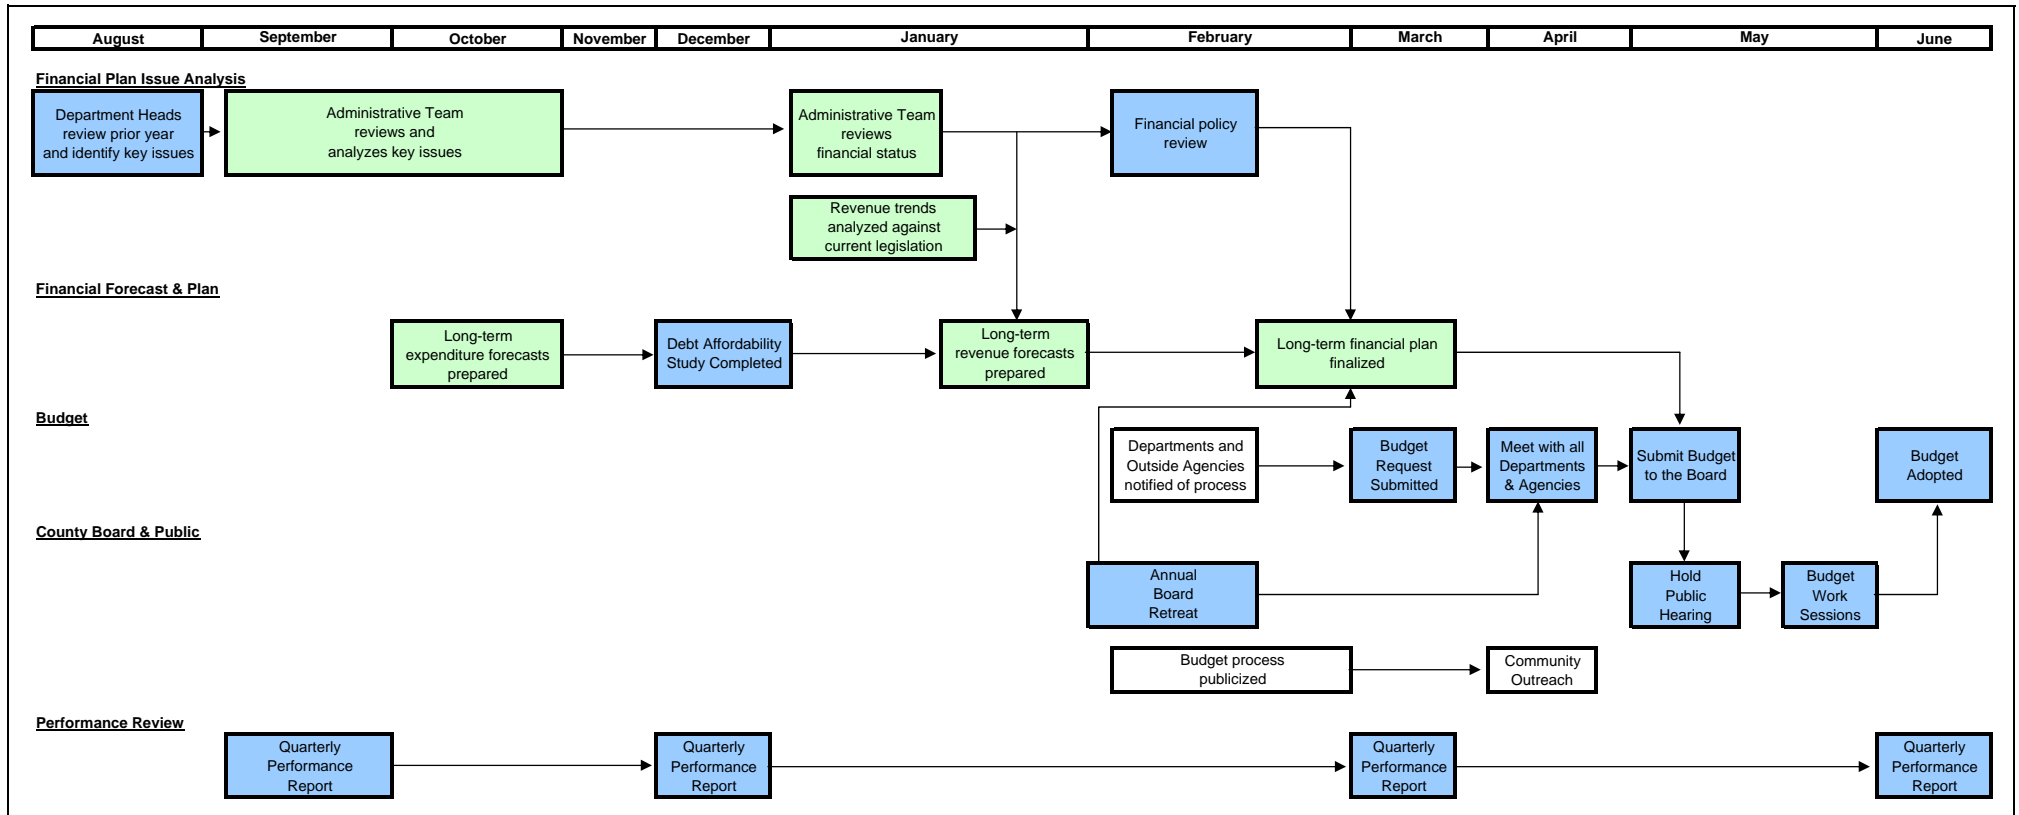 August
September
October
November
December
January
February
March
April
May
June
Financial Plan Issue Analysis
Department Heads
review prior year
and identify key issues
Administrative Team
reviews and
analyzes key issues
Administrative Team
reviews
financial status
Financial policy
review
Revenue trends
analyzed against
current legislation
Financial Forecast & Plan
Long-term
expenditure forecasts
prepared
Debt Affordability
Study Completed
Long-term
revenue forecasts
prepared
Long-term financial plan
finalized
Budget
Departments and
Outside Agencies
notified of process
Budget
Request
Submitted
Meet with all
Departments
& Agencies
Submit Budget
to the Board
Budget
Adopted
County Board & Public
Annual
Board
Retreat
Hold
Public
Hearing
Budget
Work
Sessions
Budget process
publicized
Community
Outreach
Performance Review
Quarterly
Performance
Report
Quarterly
Performance
Report
Quarterly
Performance
Report
Quarterly
Performance
Report